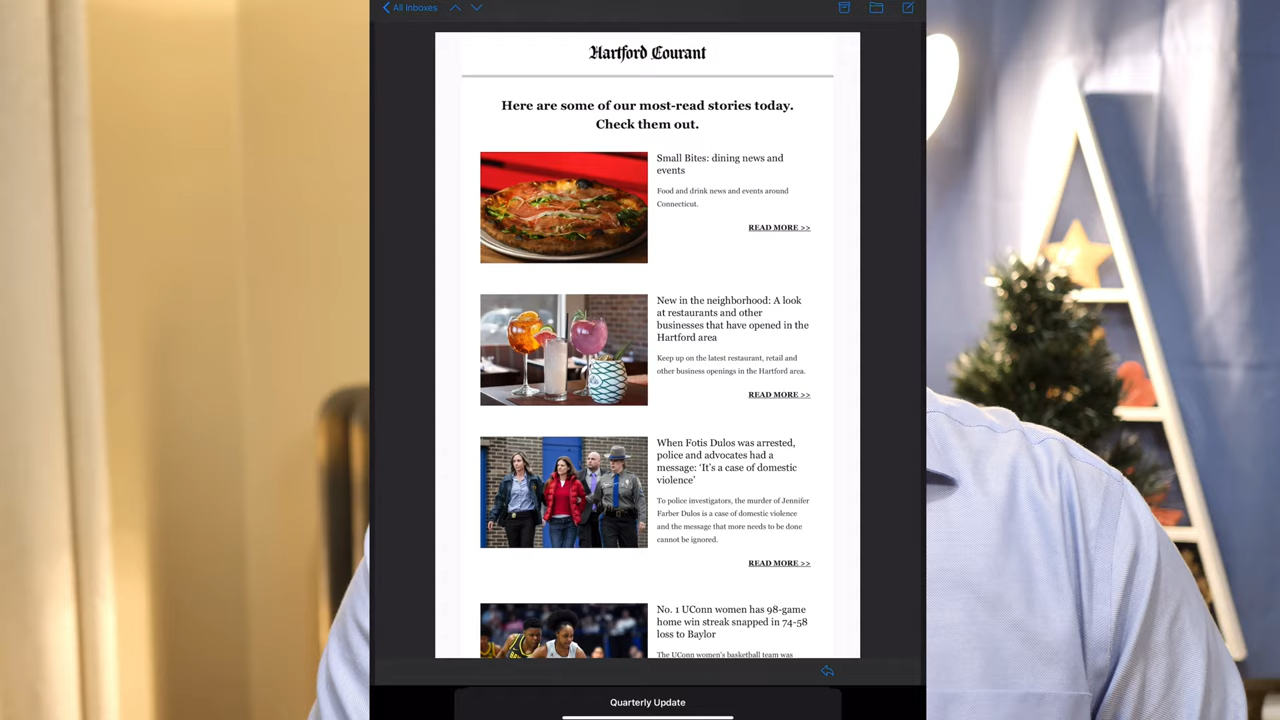 All Inboxes
Hartford Courant
Here are some of our most-read stories today.
Check them out.
Small Bites: dining news and
events
Food and drink news and events around
Connecticut.
READ MORE >>
New in the neighborhood: A look
at restaurants and other
businesses that have opened in the
Hartford area
Keep up on the latest restaurant, retail and
other business openings in the Hartford area.
READ MORE >>
When Fotis Dulos was arrested,
police and advocates had a
message: ‘It’s a case of domestic
violence’
To police investigators, the murder of Jennifer
Farber Dulos is a case of domestic violence
and the message that more needs to be done
cannot be ignored.
READ MORE >>
No. 1 UConn women has 98-game
home win streak snapped in 74-58
loss to Baylor
The UConn women's basketball team was
Quarterly Update